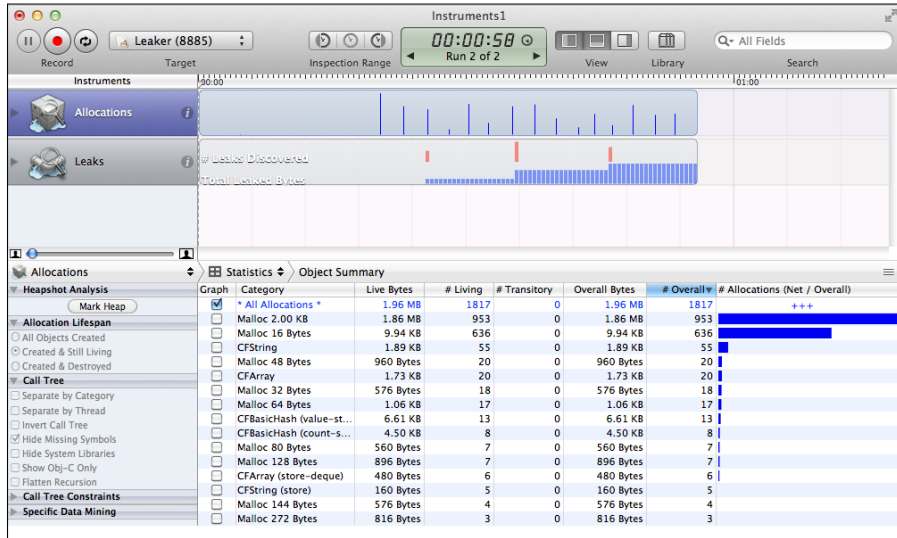 Instruments1
Leaker (8885)
00:00:58
Run 2 of 2
Q- All Fields
Record Target Inspection Range View Library Search
Instruments 00:00 01:00
Allocations
Leaks
# Leaks Discovered
Total Leaked Bytes
Allocations Statistics Object Summary
Heapshot Analysis
Mark Heap
Allocation Lifespan
All Objects Created
Created & Still Living
Created & Destroyed
Call Tree
Separate by Category
Separate by Thread
Invert Call Tree
Hide Missing Symbols
Hide System Libraries
Show Obj-C Only
Flatten Recursion
Call Tree Constraints
Specific Data Mining
Graph Category Live Bytes # Living # Transitory Overall Bytes # Overall # Allocations (Net / Overall)
* All Allocations * 1.96 MB 1817 0 1.96 MB 1817 +++
Malloc 2.00 KB 1.86 MB 953 0 1.86 MB 953
Malloc 16 Bytes 9.94 KB 636 0 9.94 KB 636
CFString 1.89 KB 55 0 1.89 KB 55
Malloc 48 Bytes 960 Bytes 20 0 960 Bytes 20
CFArray 1.73 KB 20 0 1.73 KB 20
Malloc 32 Bytes 576 Bytes 18 0 576 Bytes 18
Malloc 64 Bytes 1.06 KB 17 0 1.06 KB 17
CFBasicHash (value-st... 6.61 KB 13 0 6.61 KB 13
CFBasicHash (count-s... 4.50 KB 8 0 4.50 KB 8
Malloc 80 Bytes 560 Bytes 7 0 560 Bytes 7
Malloc 128 Bytes 896 Bytes 7 0 896 Bytes 7
CFArray (store-deque) 480 Bytes 6 0 480 Bytes 6
CFString (store) 160 Bytes 5 0 160 Bytes 5
Malloc 144 Bytes 576 Bytes 4 0 576 Bytes 4
Malloc 272 Bytes 816 Bytes 3 0 816 Bytes 3